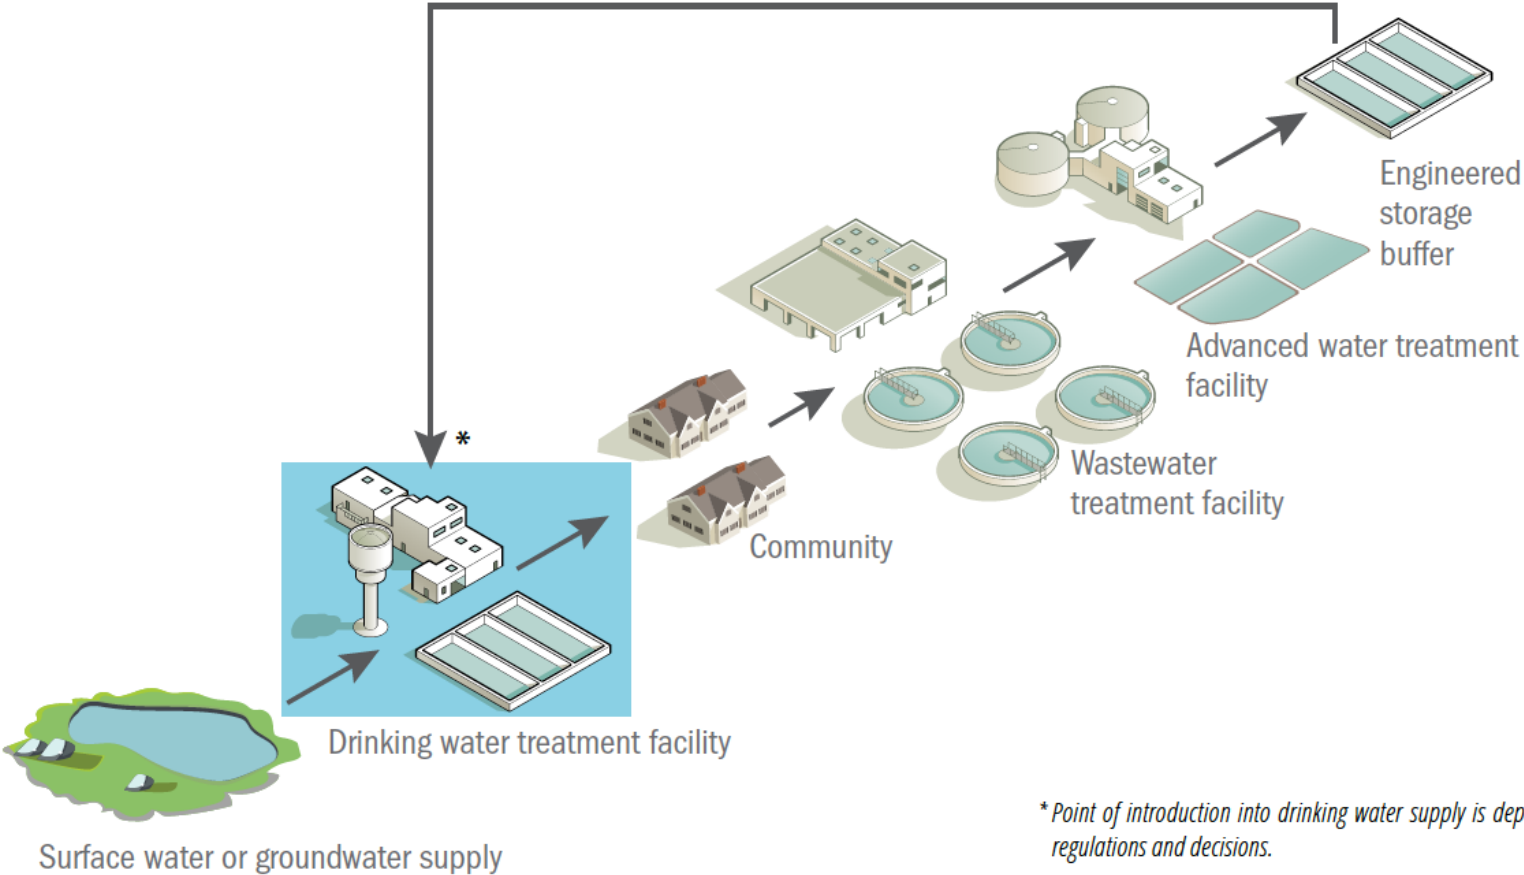 Engineered
storage
buffer
Advanced water treatment
facility
*
Wastewater
treatment facility
Community
Drinking water treatment facility
* Point of introduction into drinking water supply is dep
regulations and decisions.
Surface water or groundwater supply